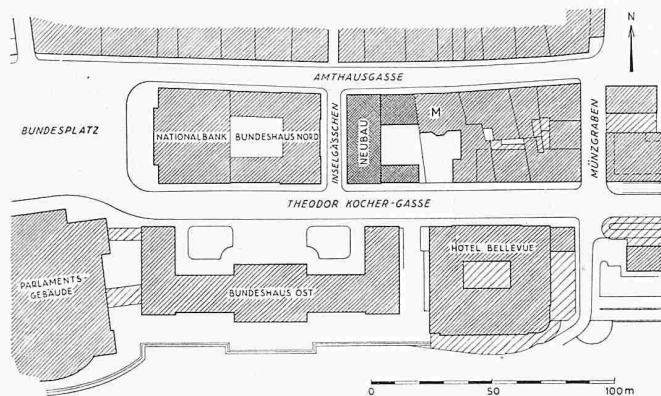 N
AMTHAUSGASSE
BUNDESPLATZ
NATIONALBANK
BUNDESHAUS NORD
INSELGÄSSCHEN
NEUBAU
M
MÜNZGRABEN
THEODOR KOCHER-GASSE
PARLAMENTS-
GEBÄUDE
BUNDESHAUS OST
HOTEL BELLEVUE
0 50 100 m